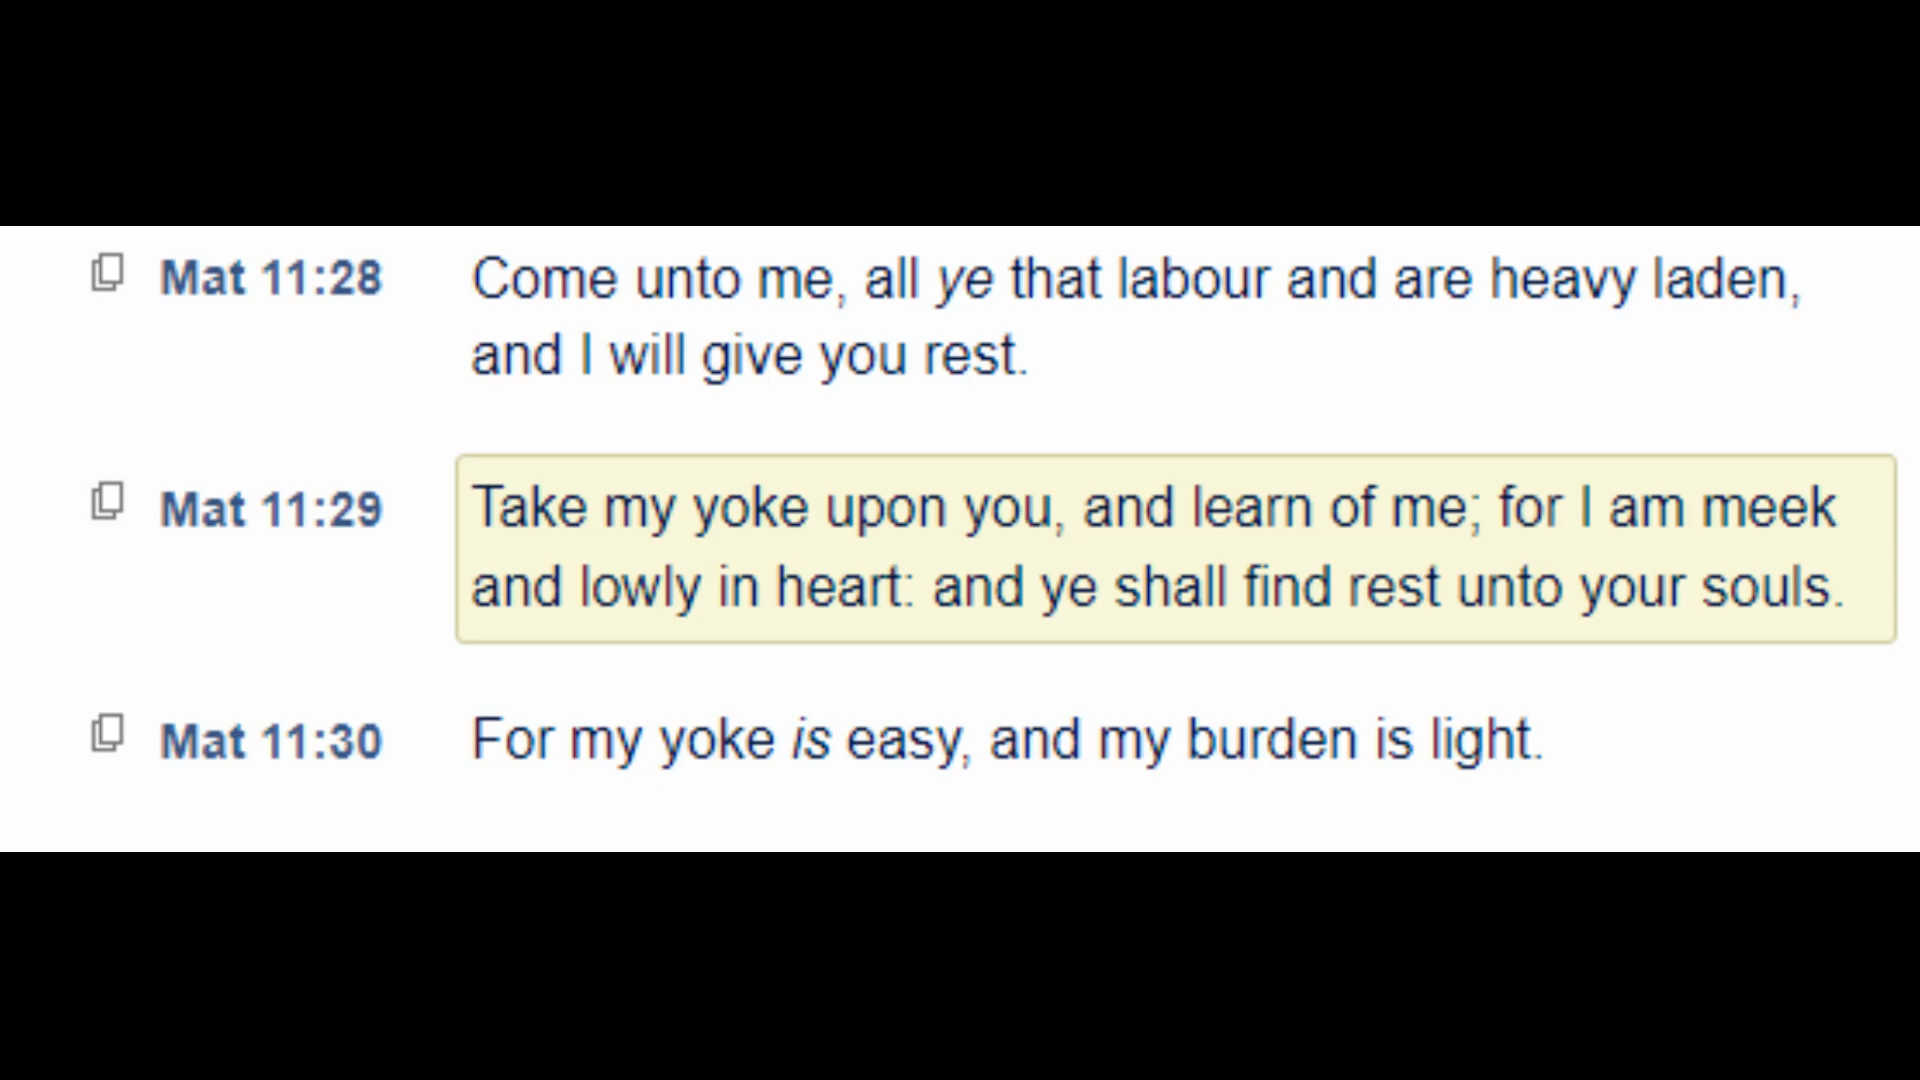 Mat 11:28 Come unto me, all ye that labour and are heavy laden,
and I will give you rest.
Mat 11:29 Take my yoke upon you, and learn of me; for I am meek
and lowly in heart: and ye shall find rest unto your souls.
Mat 11:30 For my yoke is easy, and my burden is light.